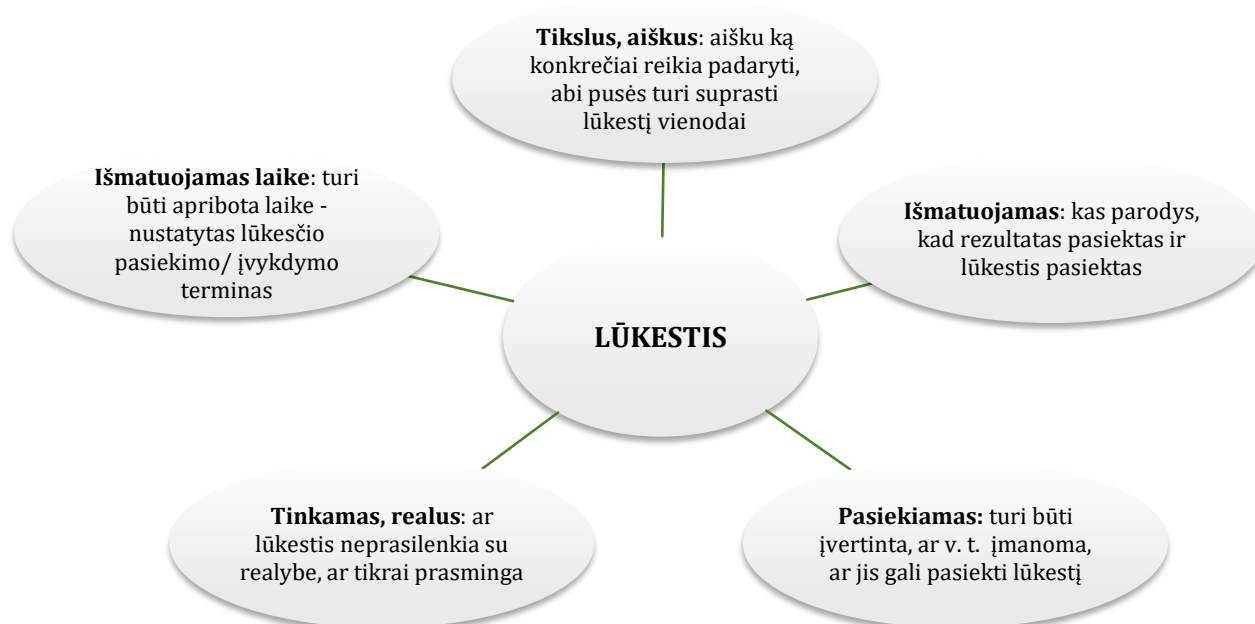 Tikslus, aiškus: aišku ką
konkrečiai reikia padaryti,
abi pusės turi suprasti
lūkestį vienodai
Išmatuojamas laike: turi
būti apribota laike -
nustatytas lūkesčio
pasiekimo/ įvykdymo
terminas
Išmatuojamas: kas parodys,
kad rezultatas pasiektas ir
lūkestis pasiektas
LŪKESTIS
Tinkamas, realus: ar
lūkestis neprasilenkia su
realybe, ar tikrai prasminga
Pasiekiamas: turi būti
įvertinta, ar v. t. įmanoma,
ar jis gali pasiekti lūkestį